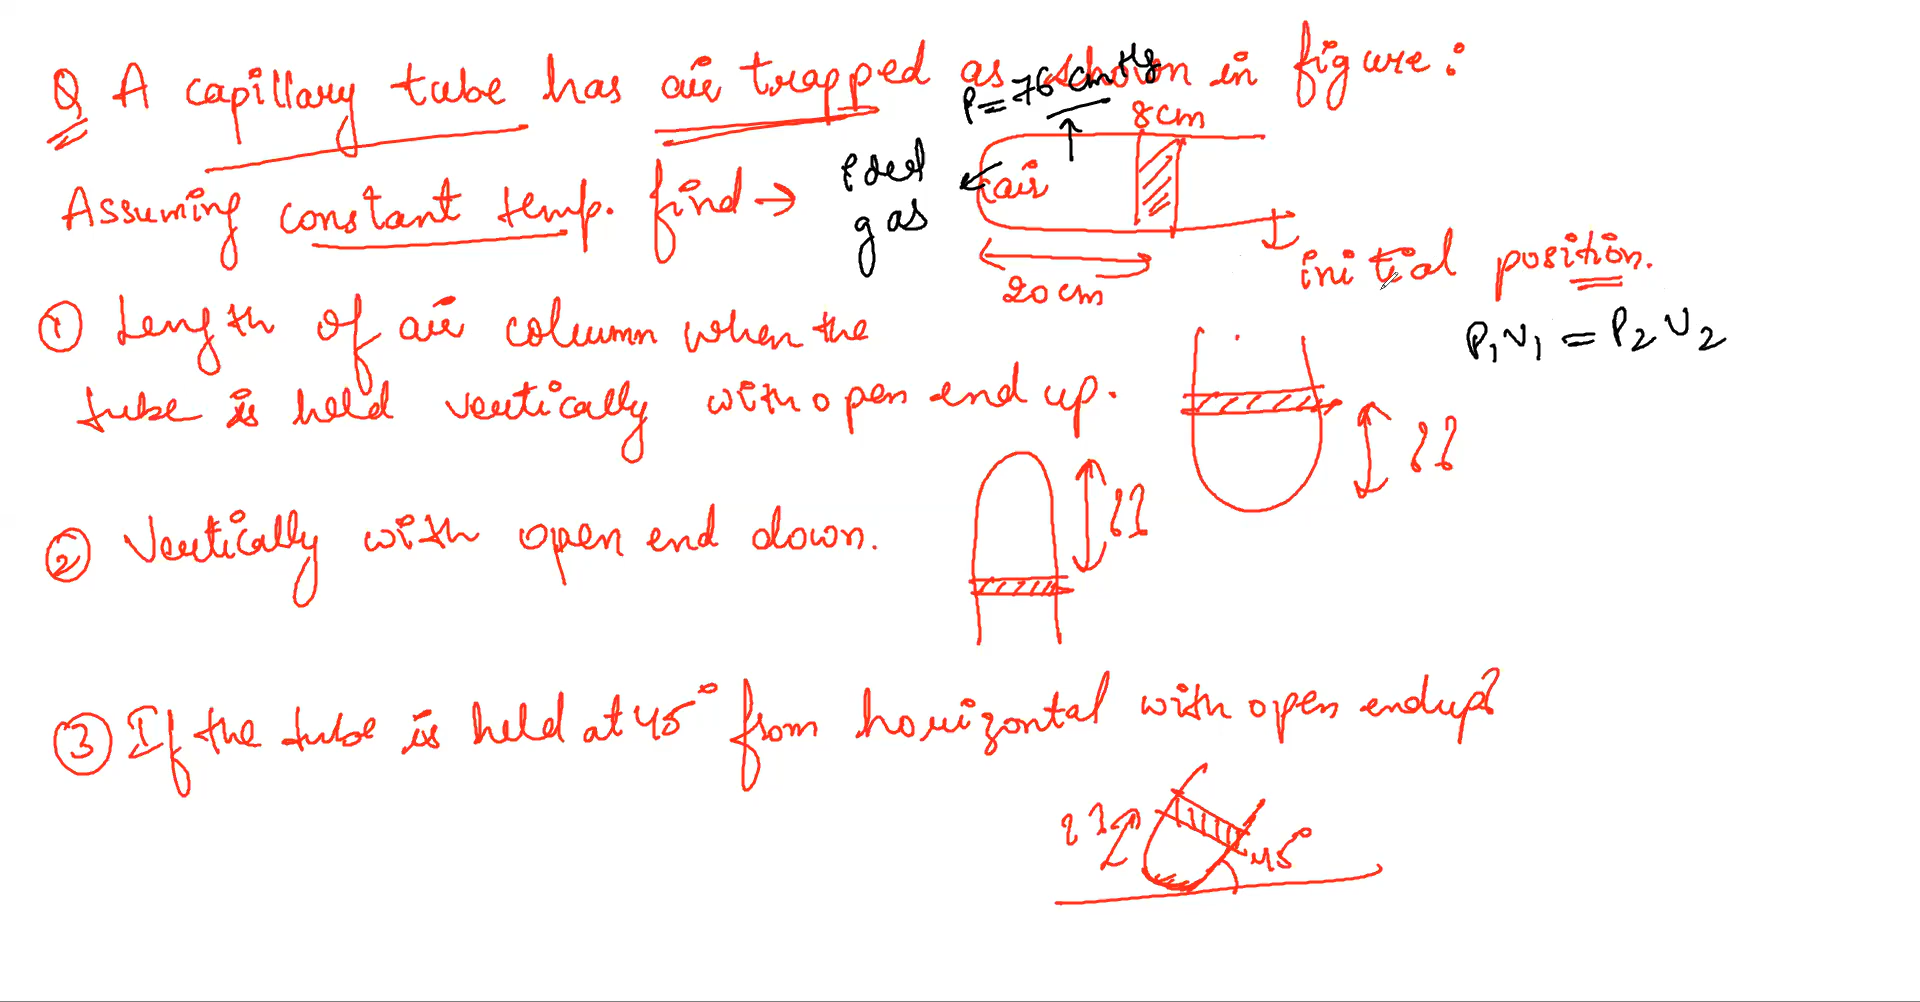 Q A capillary tube has air trapped as shown in figure:
P = 76 cm Hg
8cm
Assuming constant temp. find →
Ideal gas
air
20 cm
initial position.
P₁V₁ = P₂V₂
① Length of air column when the
tube is held vertically with open end up.
??
② Vertically with open end down.
??
③ If the tube is held at 45° from horizontal with open end up?
??
45°